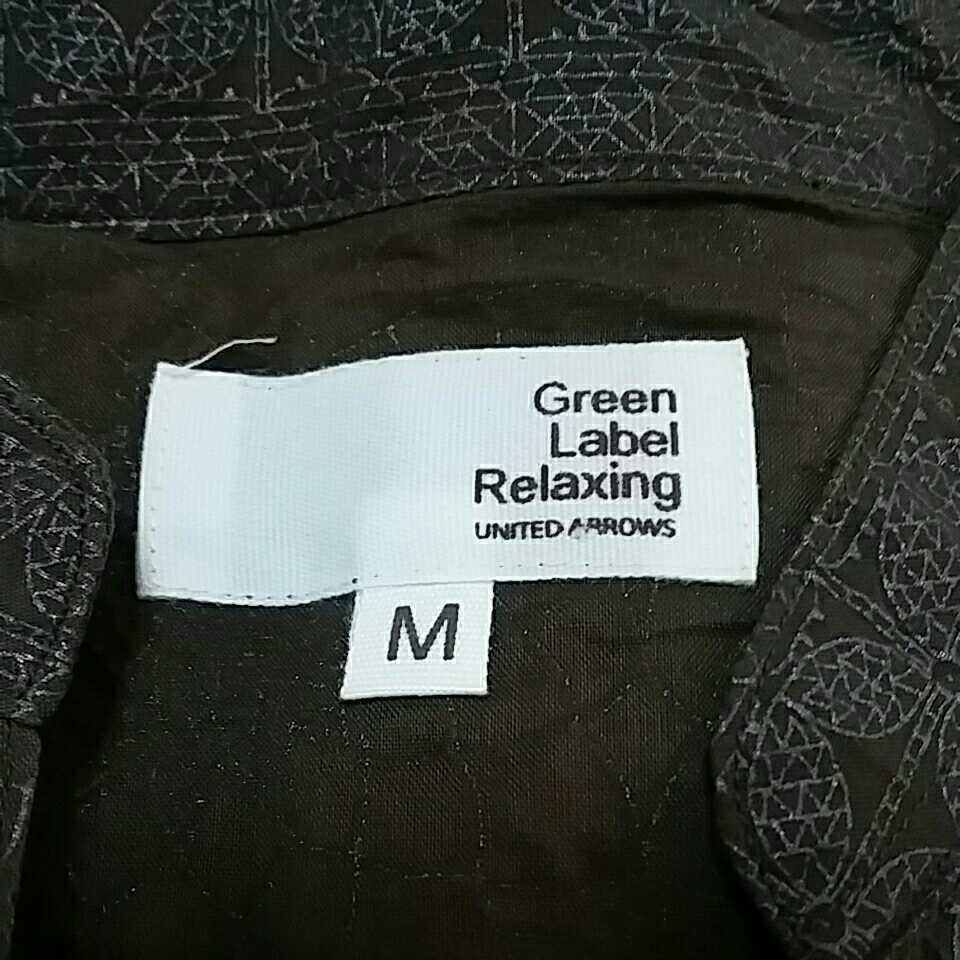 Green
Label
Relaxing
UNITED ARROWS
M